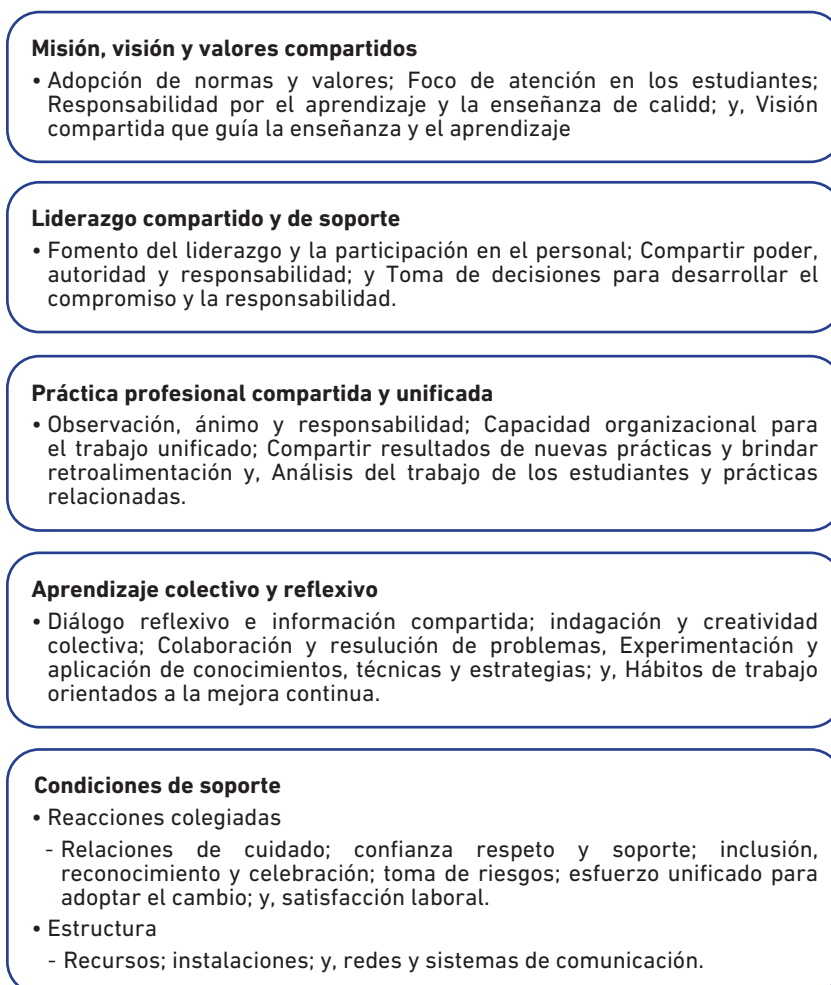 Misión, visión y valores compartidos
• Adopción de normas y valores; Foco de atención en los estudiantes;
Responsabilidad por el aprendizaje y la enseñanza de calidd; y, Visión
compartida que guía la enseñanza y el aprendizaje
Liderazgo compartido y de soporte
• Fomento del liderazgo y la participación en el personal; Compartir poder,
autoridad y responsabilidad; y Toma de decisiones para desarrollar el
compromiso y la responsabilidad.
Práctica profesional compartida y unificada
• Observación, ánimo y responsabilidad; Capacidad organizacional para
el trabajo unificado; Compartir resultados de nuevas prácticas y brindar
retroalimentación y, Análisis del trabajo de los estudiantes y prácticas
relacionadas.
Aprendizaje colectivo y reflexivo
• Diálogo reflexivo e información compartida; indagación y creatividad
colectiva; Colaboración y resulución de problemas, Experimentación y
aplicación de conocimientos, técnicas y estrategias; y, Hábitos de trabajo
orientados a la mejora continua.
Condiciones de soporte
• Reacciones colegiadas
- Relaciones de cuidado; confianza respeto y soporte; inclusión,
reconocimiento y celebración; toma de riesgos; esfuerzo unificado para
adoptar el cambio; y, satisfacción laboral.
• Estructura
- Recursos; instalaciones; y, redes y sistemas de comunicación.